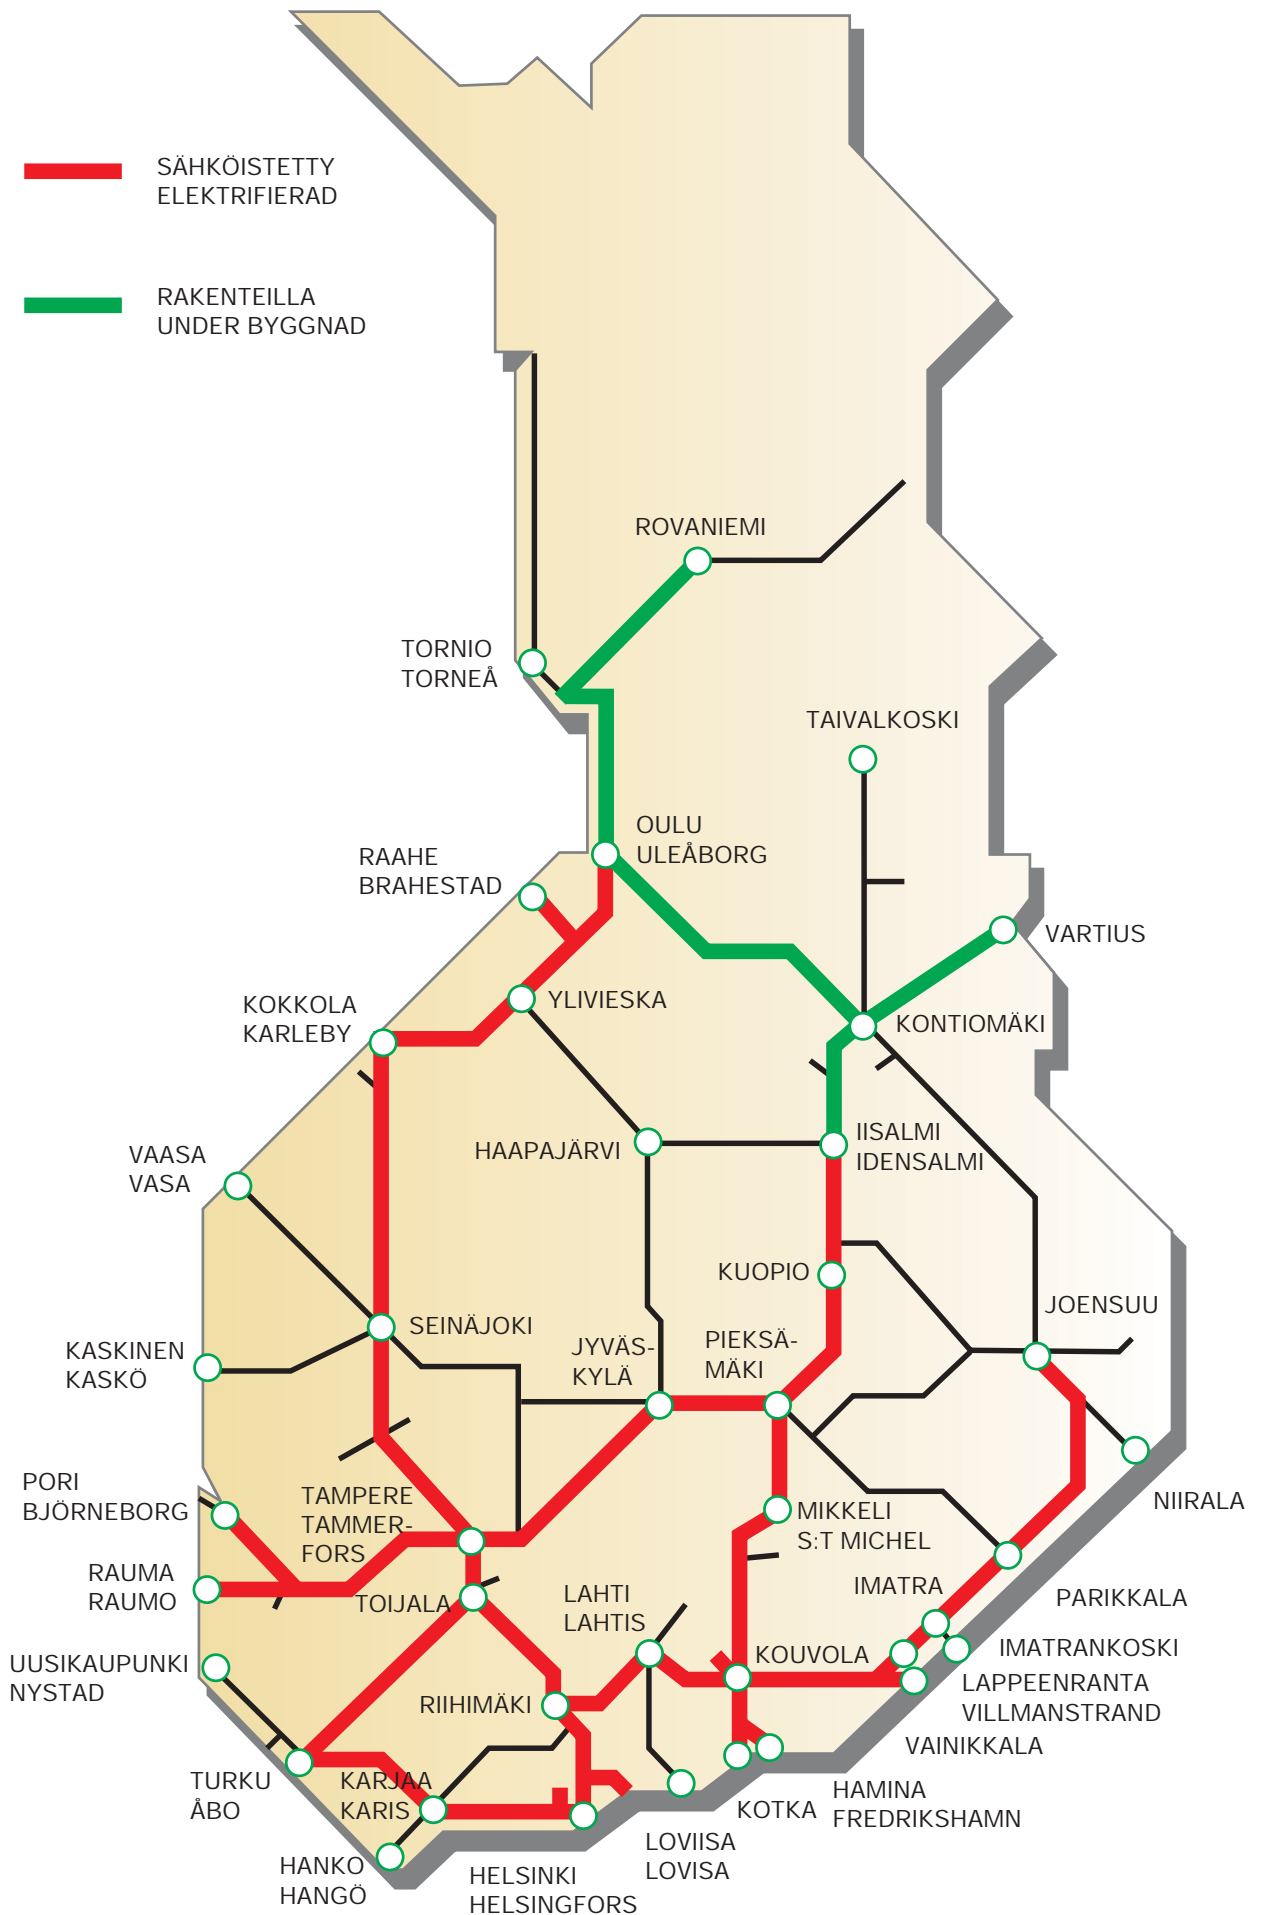 SÄHKÖISTETTY
ELEKTRIFIERAD
RAKENTEILLA
UNDER BYGGNAD
ROVANIEMI
TORNIO
TORNEÅ
TAIVALKOSKI
OULU
ULEÅBORG
RAAHE
BRAHESTAD
VARTIUS
KOKKOLA
KARLEBY
YLIVIESKA
KONTIOMÄKI
HAAPAJÄRVI
IISALMI
IDENSALMI
VAASA
VASA
KUOPIO
JOENSUU
SEINÄJOKI
JYVÄS-
KYLÄ
PIEKSÄ-
MÄKI
KASKINEN
KASKÖ
PORI
BJÖRNEBORG
TAMPERE
TAMMER-
FORS
MIKKELI
S:T MICHEL
NIIRALA
RAUMA
RAUMO
TOIJALA
LAHTI
LAHTIS
IMATRA
PARIKKALA
UUSIKAUPUNKI
NYSTAD
RIIHIMÄKI
KOUVOLA
IMATRANKOSKI
LAPPEENRANTA
VILLMANSTRAND
VAINIKKALA
TURKU
ÅBO
KARJAA
KARIS
HAMINA
FREDRIKSHAMN
KOTKA
LOVIISA
LOVISA
HANKO
HANGÖ
HELSINKI
HELSINGFORS